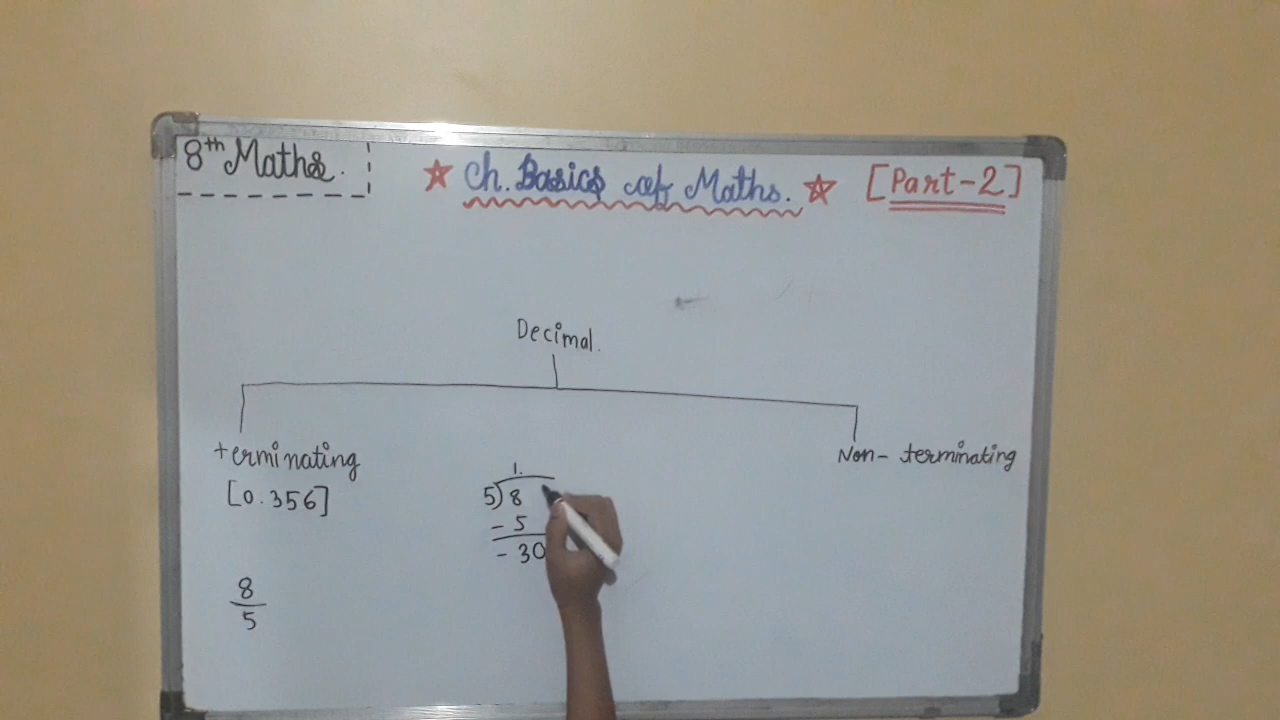 8th Maths.
☆ Ch. Basics of Maths. ☆
[Part-2]
Decimal.
terminating
[0.356]
Non-terminating
1.
5)8
-5
-30
8
5